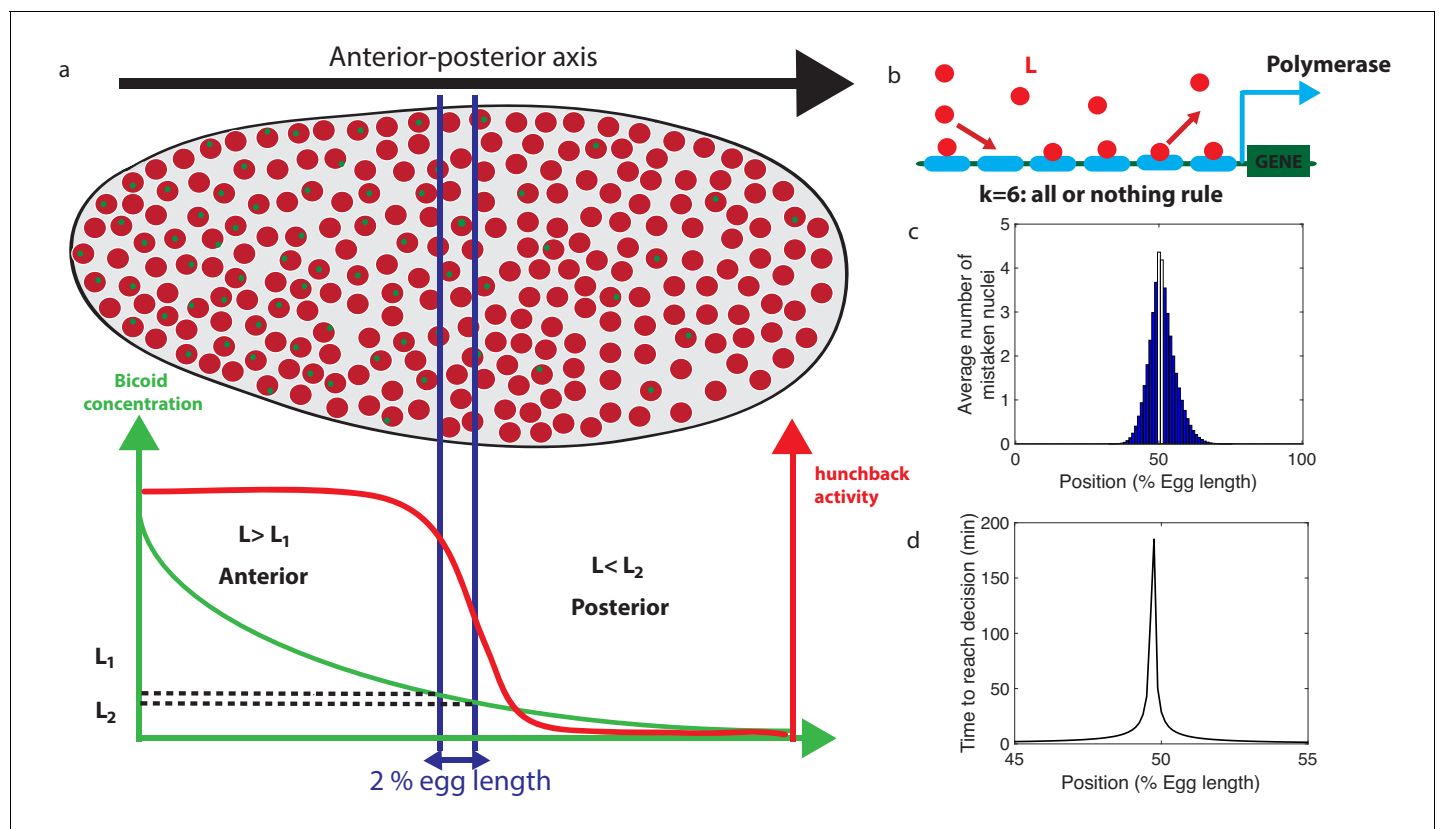 a
Anterior-posterior axis
Bicoid
concentration
hunchback
activity
L> L1
Anterior
L< L2
Posterior
L1
L2
2 % egg length
b
L
Polymerase
GENE
k=6: all or nothing rule
c
Average number of
mistaken nuclei
5
4
3
2
1
0
0
50
100
Position (% Egg length)
d
Time to reach decision (min)
200
150
100
50
0
45
50
55
Position (% Egg length)